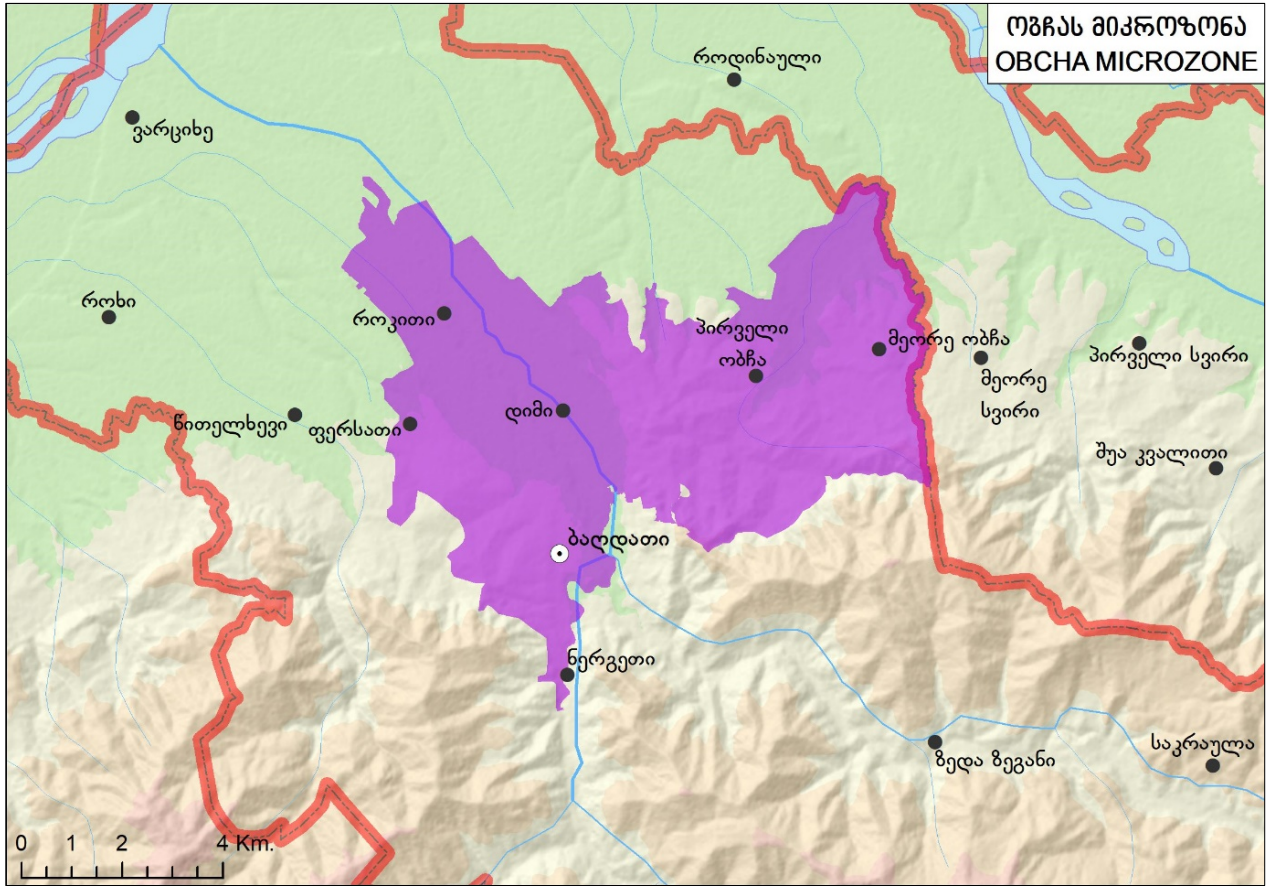 ობჩას მიკროზონა
OBCHA MICROZONE
როდინაული
ვარციხე
როხი
როკითი
პირველი
ობჩა
მეორე ობჩა
პირველი სვირი
მეორე
სვირი
დიმი
წითელხევი
ფერსათი
შუა კვალითი
ბაღდათი
ნერგეთი
ზედა ზეგანი
საკრაულა
0 1 2 4 Km.